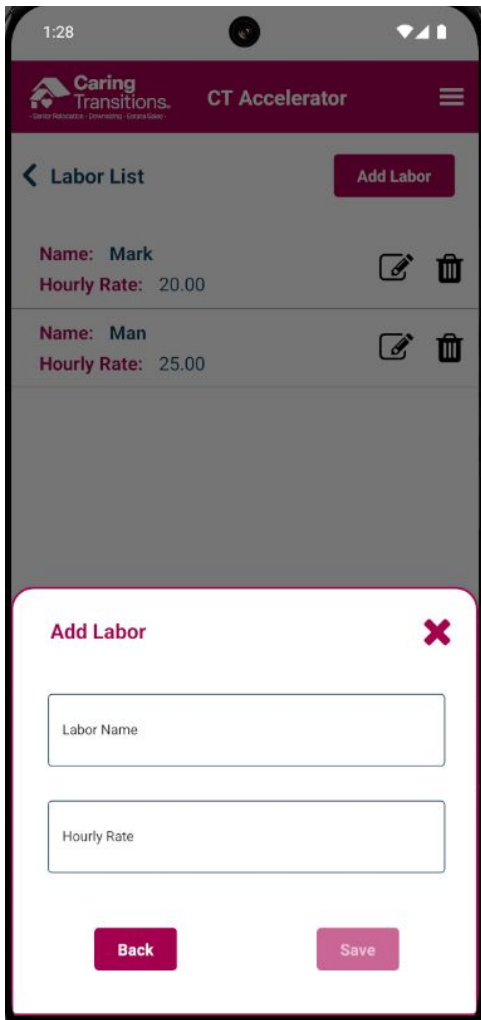 1:28
Caring
Transitions.
- Senior Relocation - Downsizing - Estate Sales -
CT Accelerator
Labor List
Add Labor
Name: Mark
Hourly Rate: 20.00
Name: Man
Hourly Rate: 25.00
Add Labor
Labor Name
Hourly Rate
Back
Save